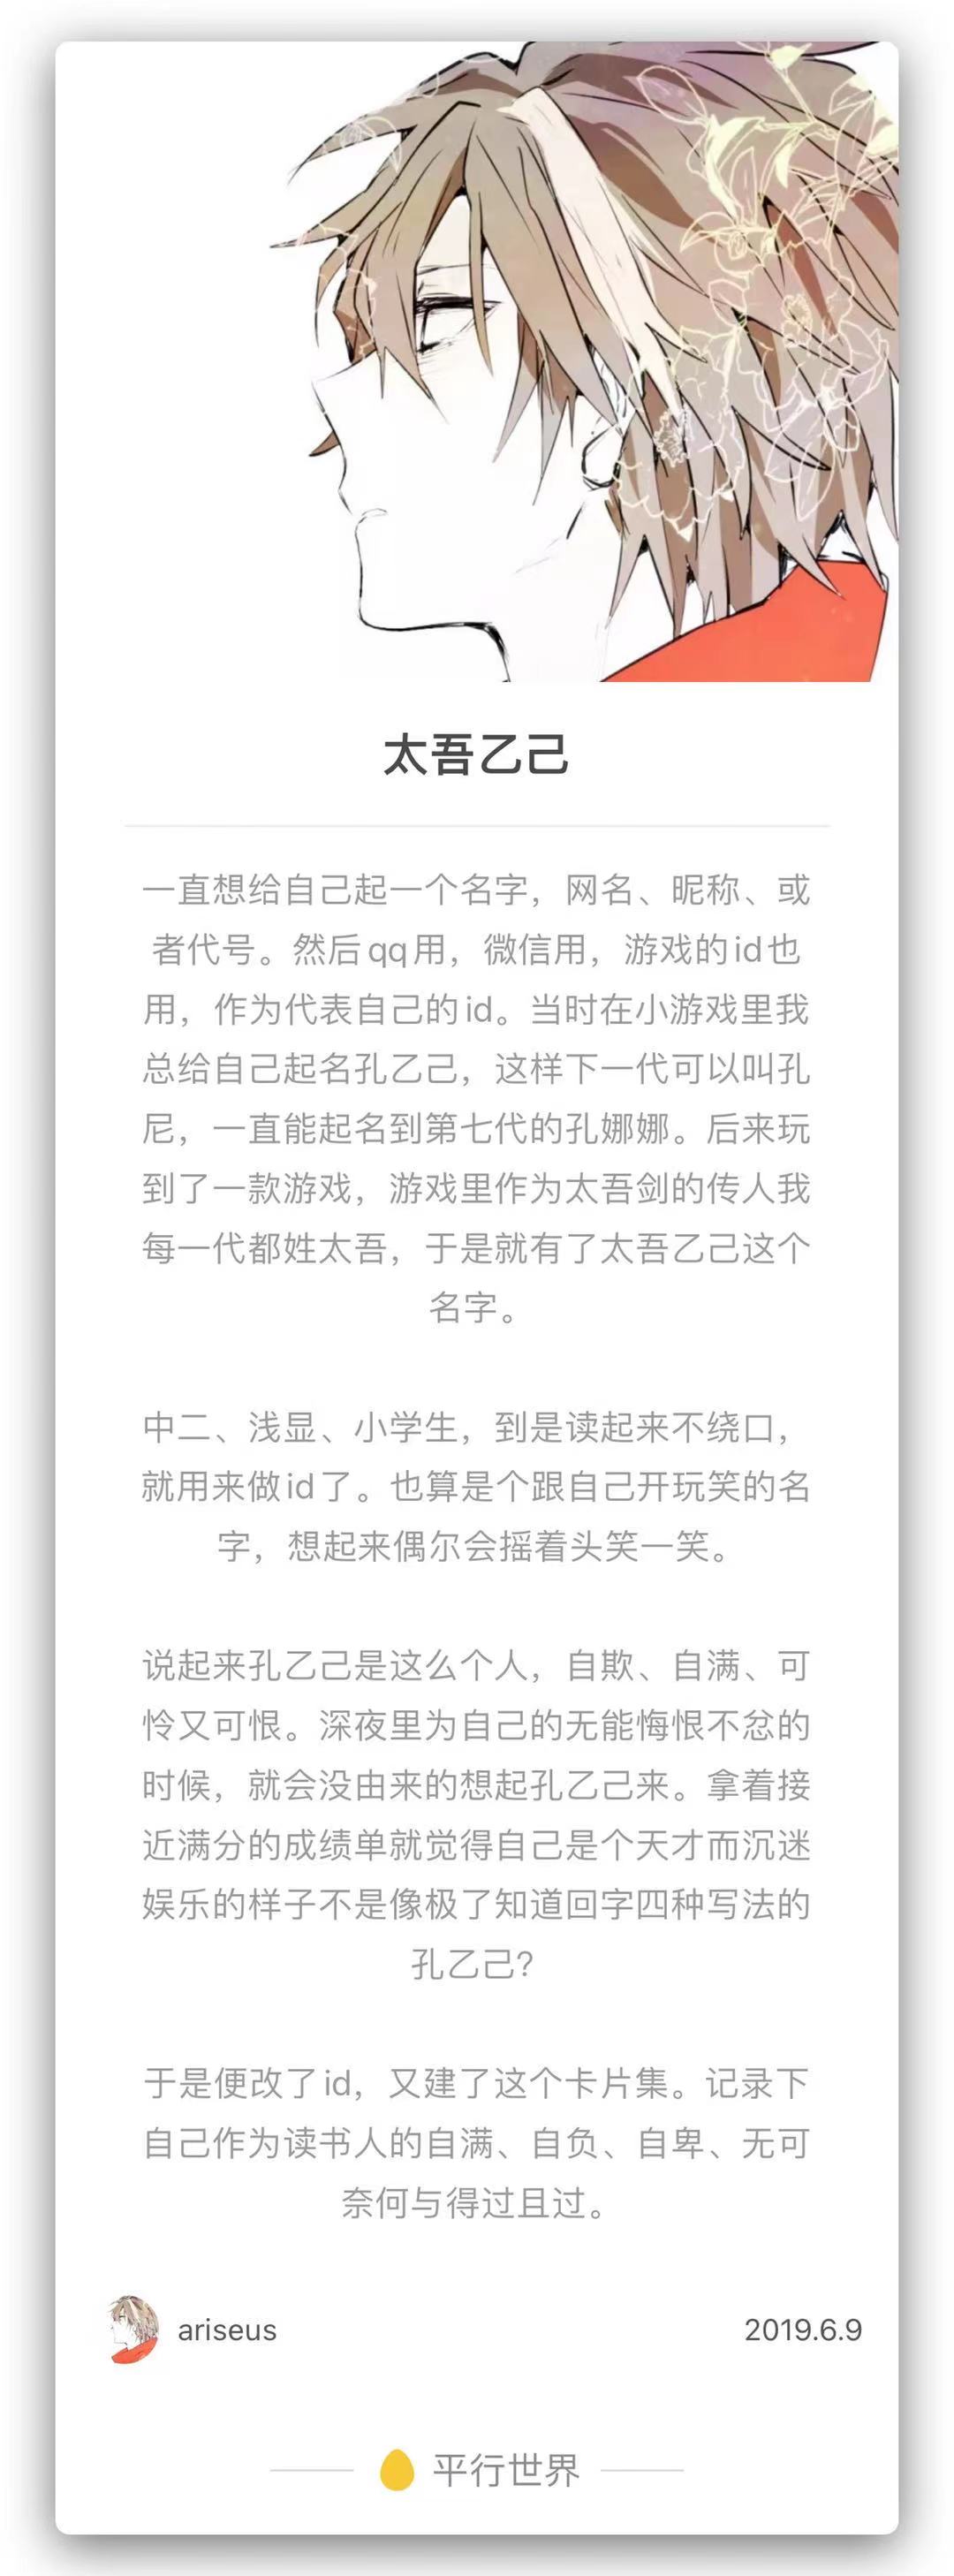 太吾乙己
一直想给自己起一个名字，网名、昵称、或
者代号。然后qq用，微信用，游戏的id也
用，作为代表自己的id。当时在小游戏里我
总给自己起名孔乙己，这样下一代可以叫孔
尼，一直能起名到第七代的孔娜娜。后来玩
到了一款游戏，游戏里作为太吾剑的传人我
每一代都姓太吾，于是就有了太吾乙己这个
名字。
中二、浅显、小学生，到是读起来不绕口，
就用来做id了。也算是个跟自己开玩笑的名
字，想起来偶尔会摇着头笑一笑。
说起来孔乙己是这么个人，自欺、自满、可
怜又可恨。深夜里为自己的无能悔恨不忿的
时候，就会没由来的想起孔乙己来。拿着接
近满分的成绩单就觉得自己是个天才而沉迷
娱乐的样子不是像极了知道回字四种写法的
孔乙己?
于是便改了id，又建了这个卡片集。记录下
自己作为读书人的自满、自负、自卑、无可
奈何与得过且过。
ariseus
2019.6.9
平行世界